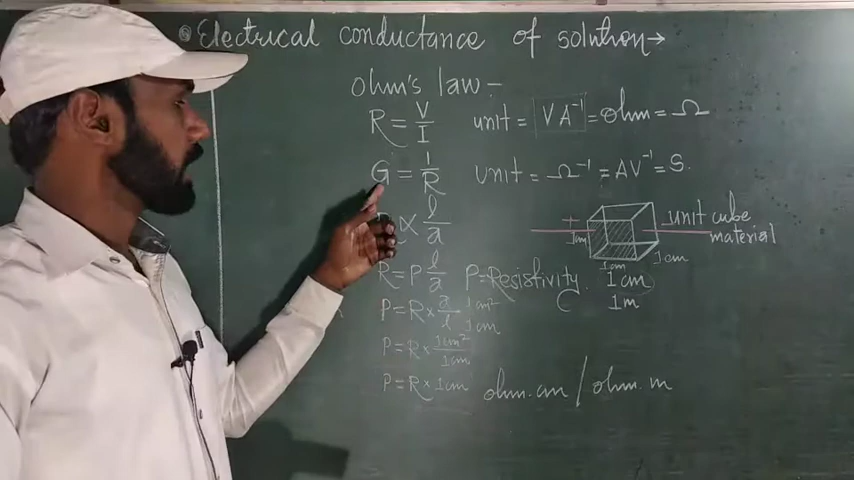 Electrical conductance of solution →
ohm's law :-
R = V/I unit = VA⁻¹ = Ohm = Ω
G = 1/R unit = Ω⁻¹ = AV⁻¹ = S
∝ l/a + 1cm unit cube material
R = ρ l/a ρ = Resistivity 1cm 1cm
ρ = R × a/l 1cm² 1cm C 1m
ρ = R × 1cm²/1cm
ρ = R × 1cm ohm.cm / ohm.m